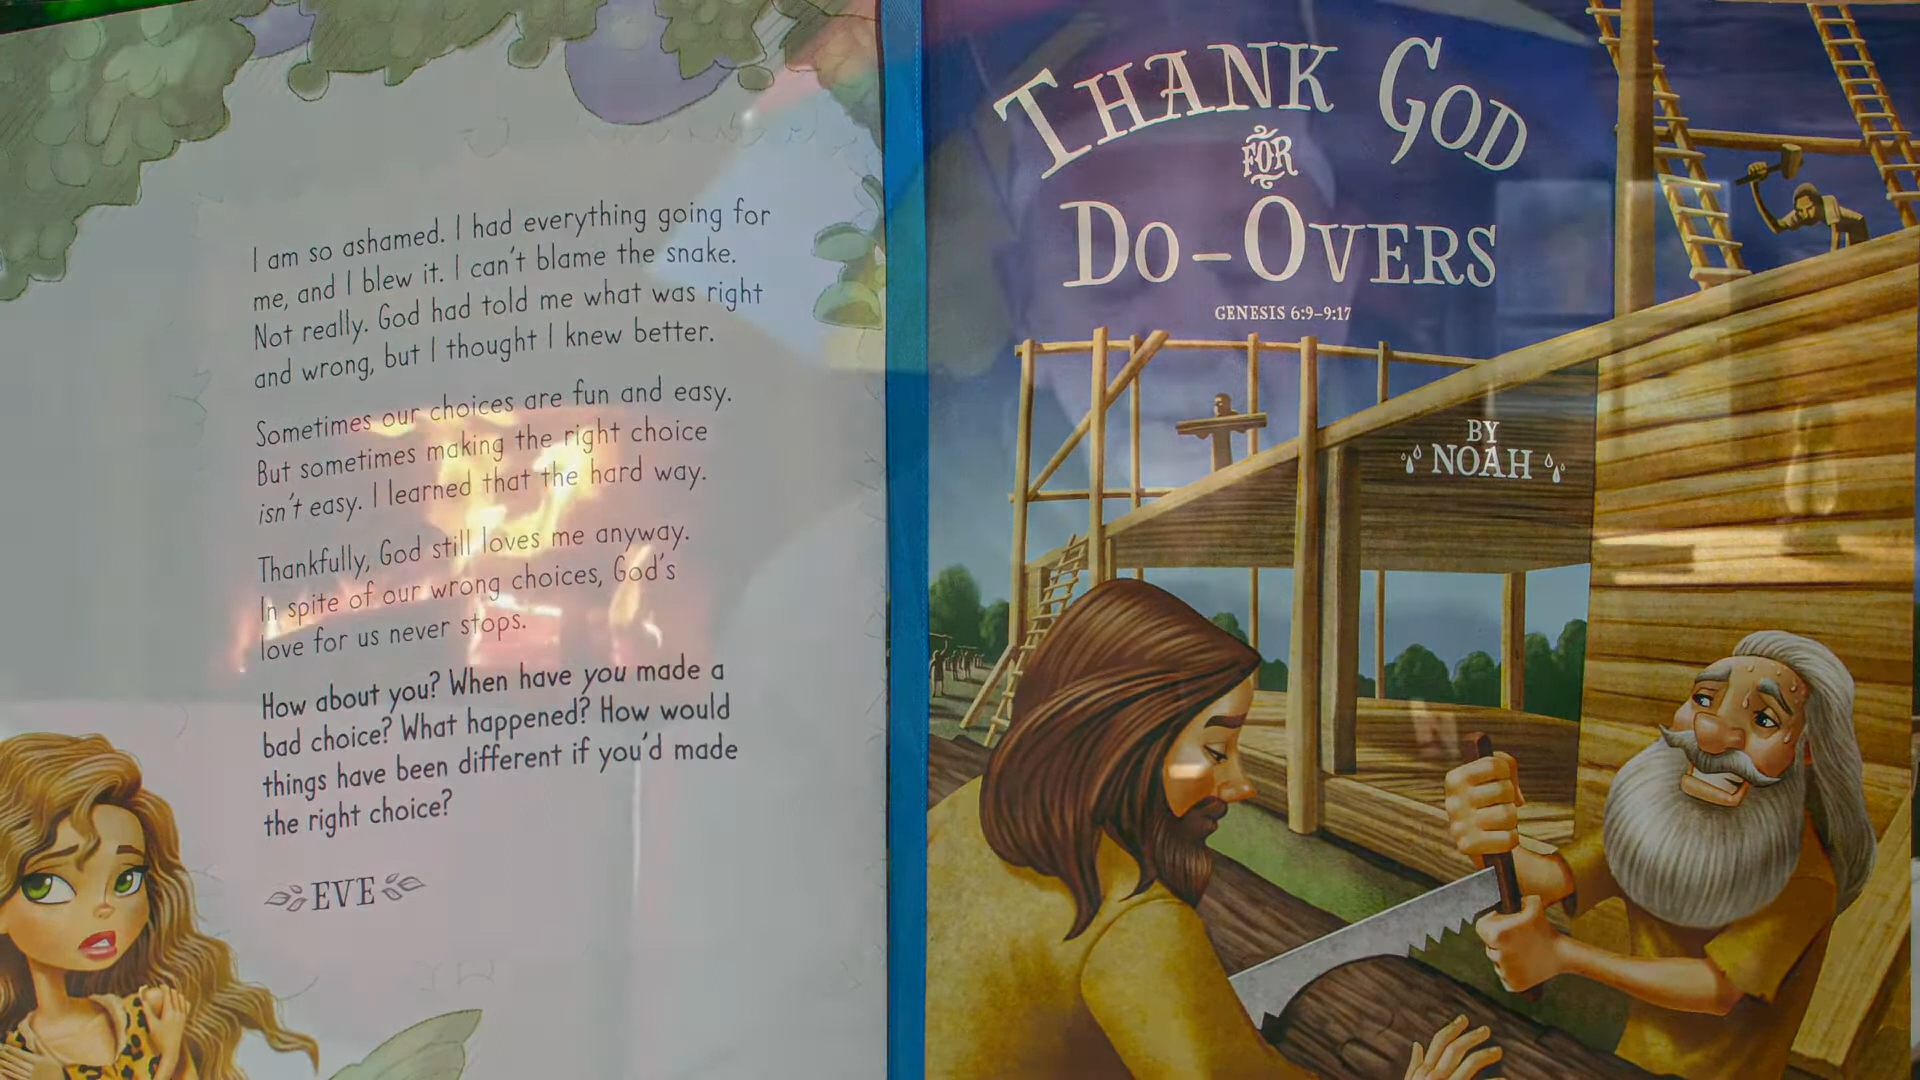 I am so ashamed. I had everything going for
me, and I blew it. I can't blame the snake.
Not really. God had told me what was right
and wrong, but I thought I knew better.
Sometimes our choices are fun and easy.
But sometimes making the right choice
isn't easy. I learned that the hard way.
Thankfully, God still loves me anyway.
In spite of our wrong choices, God's
love for us never stops.
How about you? When have you made a
bad choice? What happened? How would
things have been different if you'd made
the right choice?
EVE
THANK GOD
FOR
DO-OVERS
GENESIS 6:9–9:17
BY
NOAH